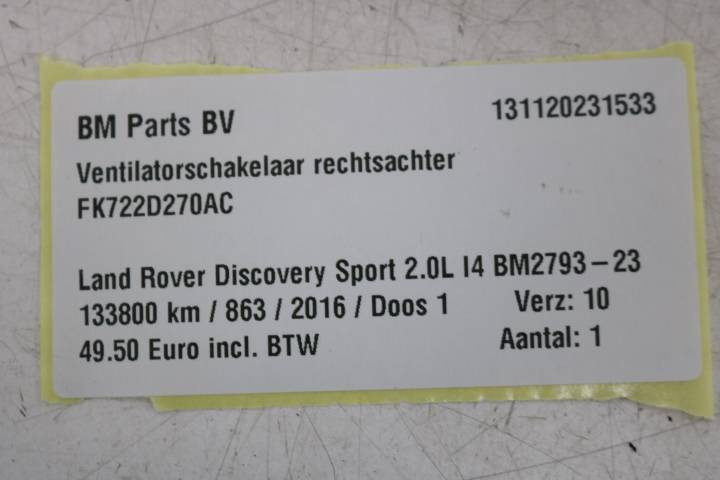 BM Parts BV 131120231533
Ventilatorschakelaar rechtsachter
FK722D270AC
Land Rover Discovery Sport 2.0L I4 BM2793-23
133800 km / 863 / 2016 / Doos 1 Verz: 10
49.50 Euro incl. BTW Aantal: 1